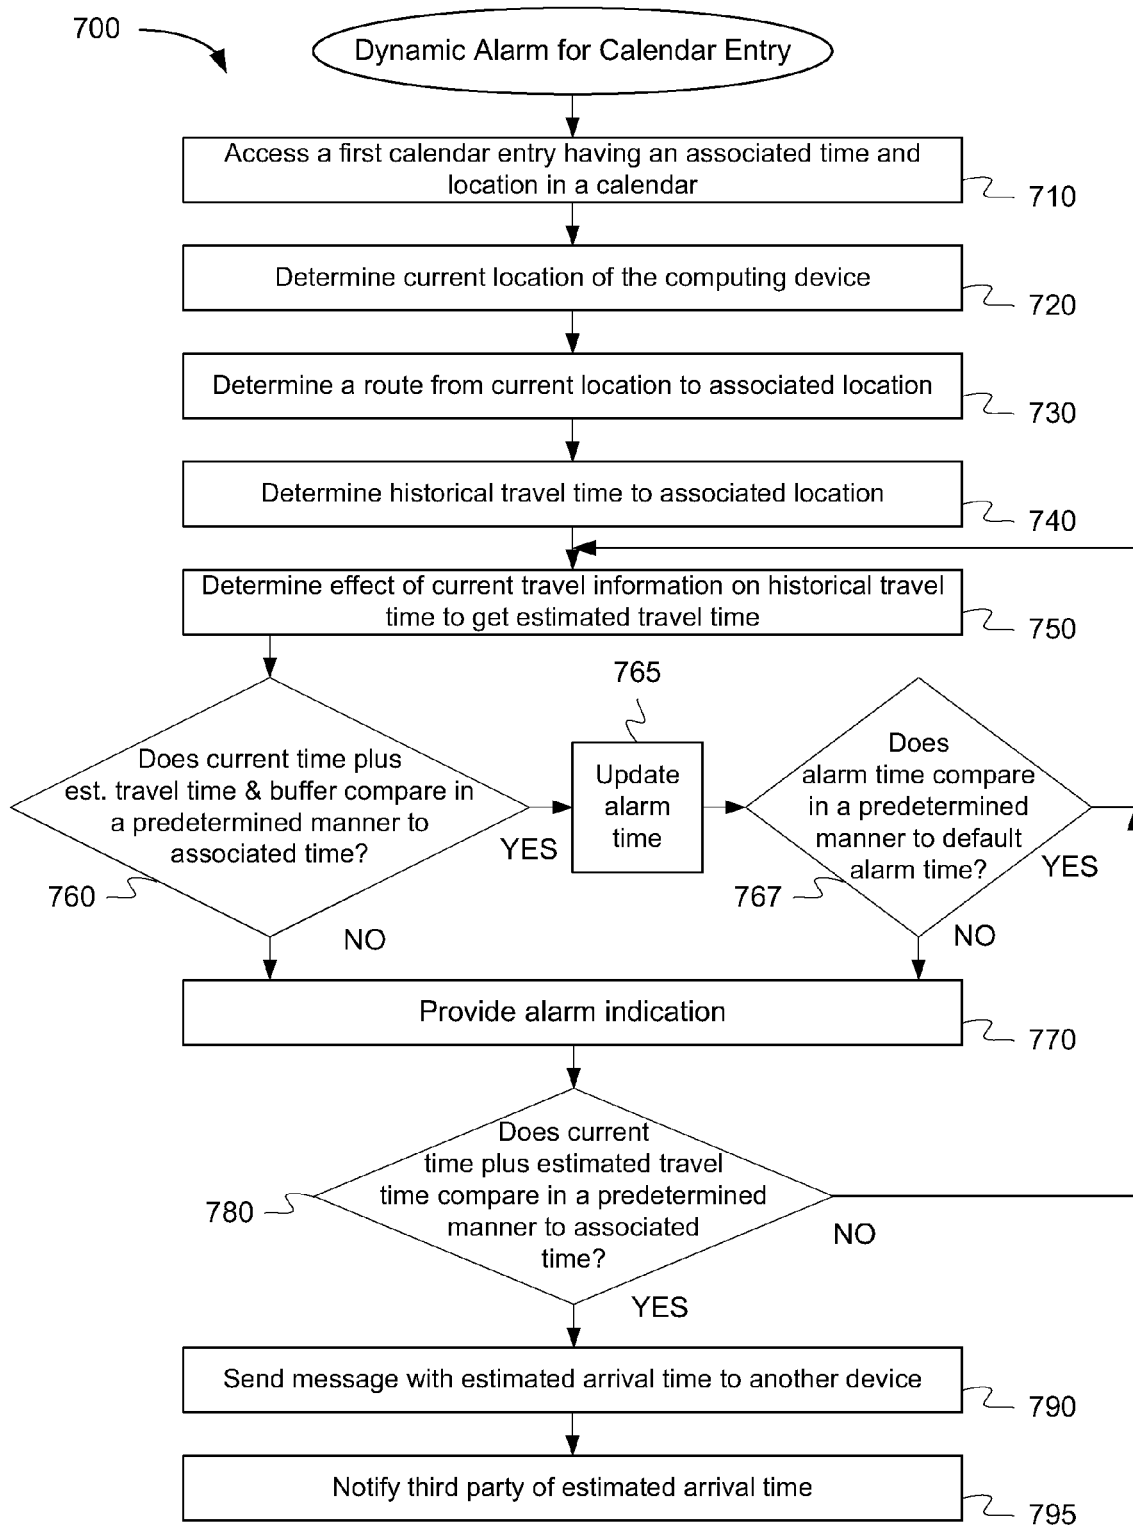 700
Dynamic Alarm for Calendar Entry
Access a first calendar entry having an associated time and
location in a calendar
710
Determine current location of the computing device
720
Determine a route from current location to associated location
730
Determine historical travel time to associated location
740
Determine effect of current travel information on historical travel
time to get estimated travel time
750
Does current time plus
est. travel time & buffer compare in
a predetermined manner to
associated time?
760
YES
NO
765
Update
alarm
time
Does
alarm time compare
in a predetermined
manner to default
alarm time?
767
YES
NO
Provide alarm indication
770
Does current
time plus estimated travel
time compare in a predetermined
manner to associated
time?
780
NO
YES
Send message with estimated arrival time to another device
790
Notify third party of estimated arrival time
795